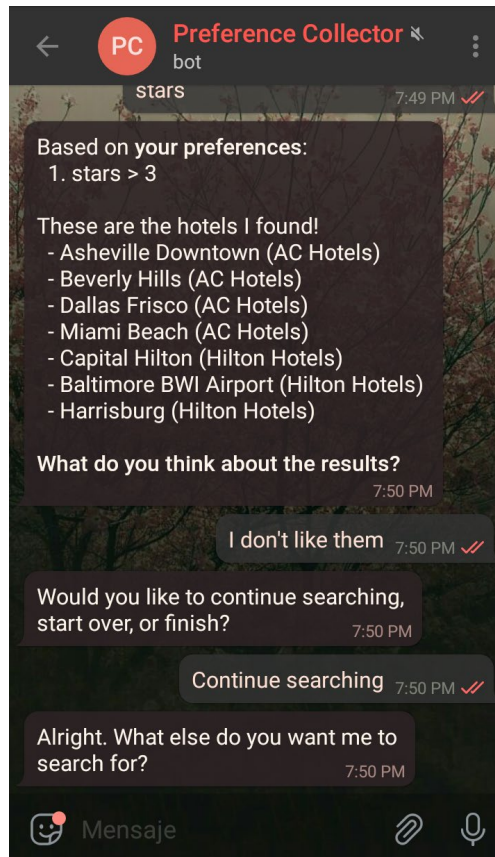 PC
Preference Collector
bot
stars
7:49 PM
Based on your preferences:
1. stars > 3
These are the hotels I found!
- Asheville Downtown (AC Hotels)
- Beverly Hills (AC Hotels)
- Dallas Frisco (AC Hotels)
- Miami Beach (AC Hotels)
- Capital Hilton (Hilton Hotels)
- Baltimore BWI Airport (Hilton Hotels)
- Harrisburg (Hilton Hotels)
What do you think about the results?
7:50 PM
I don't like them 7:50 PM
Would you like to continue searching,
start over, or finish?
7:50 PM
Continue searching 7:50 PM
Alright. What else do you want me to
search for?
7:50 PM
Mensaje